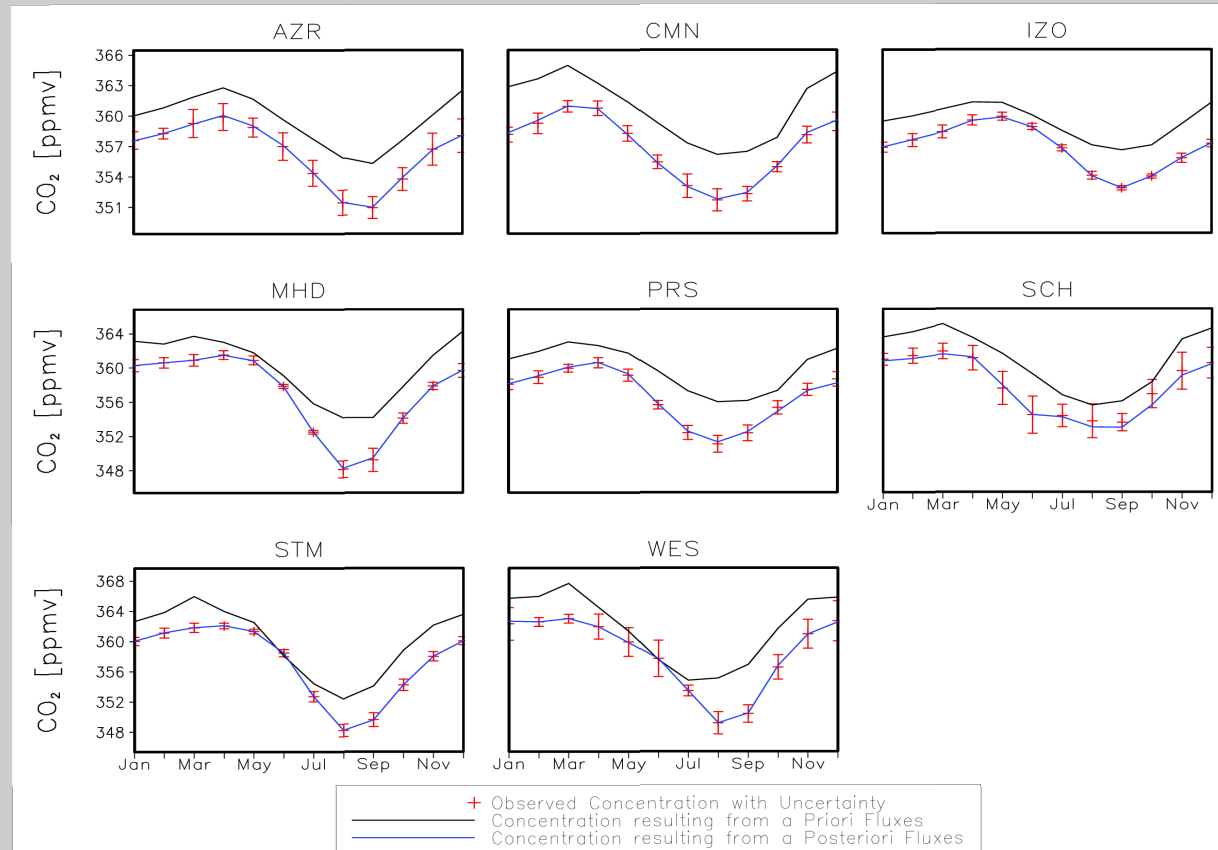 AZR CMN IZO
CO₂ [ppmv]
366
363
360
357
354
351
MHD PRS SCH
CO₂ [ppmv]
364
360
356
352
348
Jan Mar May Jul Sep Nov
STM WES
CO₂ [ppmv]
368
364
360
356
352
348
Jan Mar May Jul Sep Nov Jan Mar May Jul Sep Nov
Observed Concentration with Uncertainty
Concentration resulting from a Priori Fluxes
Concentration resulting from a Posteriori Fluxes